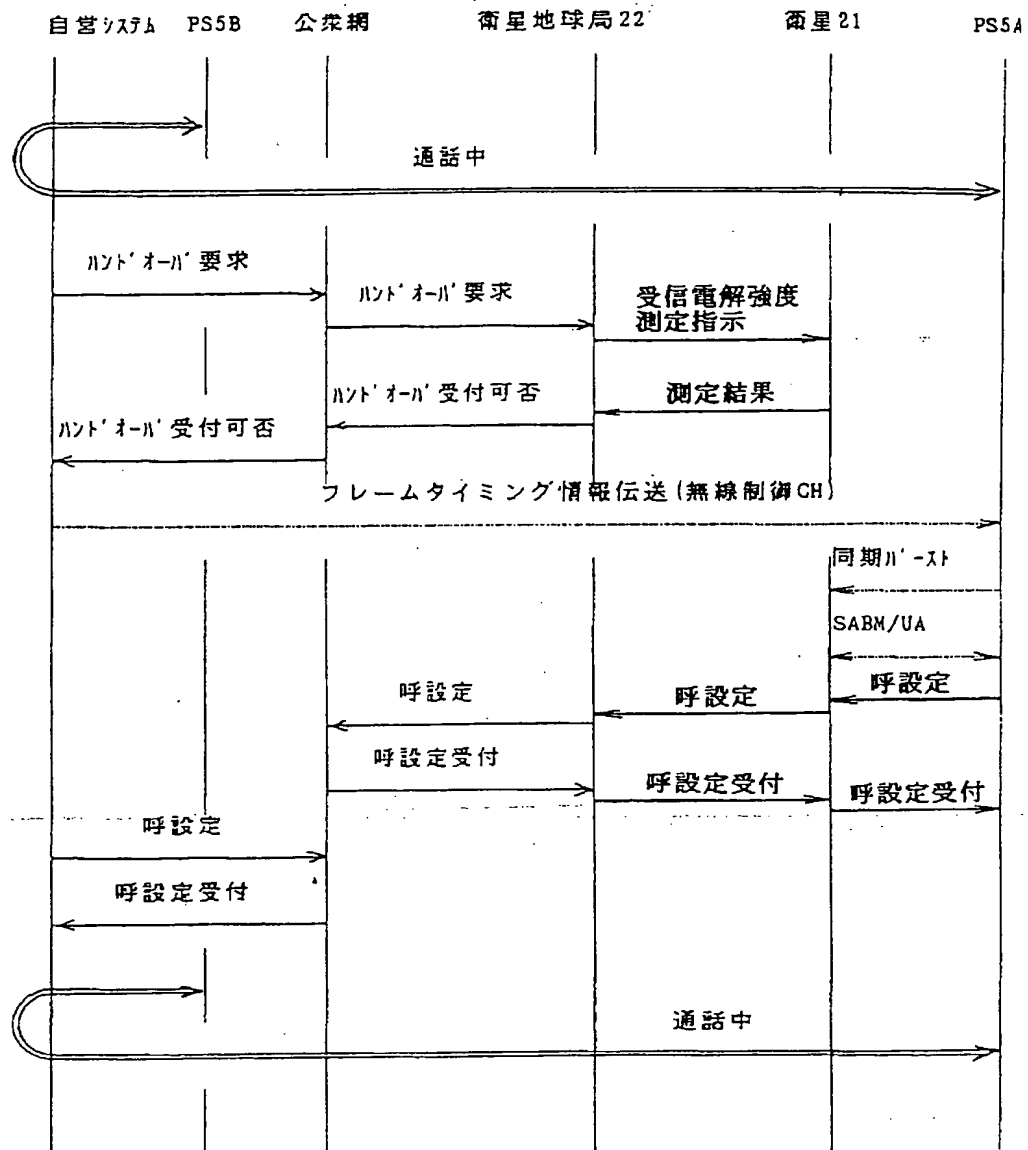 自営システム PS5B 公衆網 衛星地球局22 衛星21 PS5A
通話中
ハンドオーバ要求
ハンドオーバ要求
受信電解強度
測定指示
測定結果
ハンドオーバ受付可否
ハンドオーバ受付可否
フレームタイミング情報伝送(無線制御CH)
同期バースト
SABM/UA
呼設定
呼設定
呼設定
呼設定受付
呼設定受付
呼設定受付
呼設定
呼設定受付
通話中